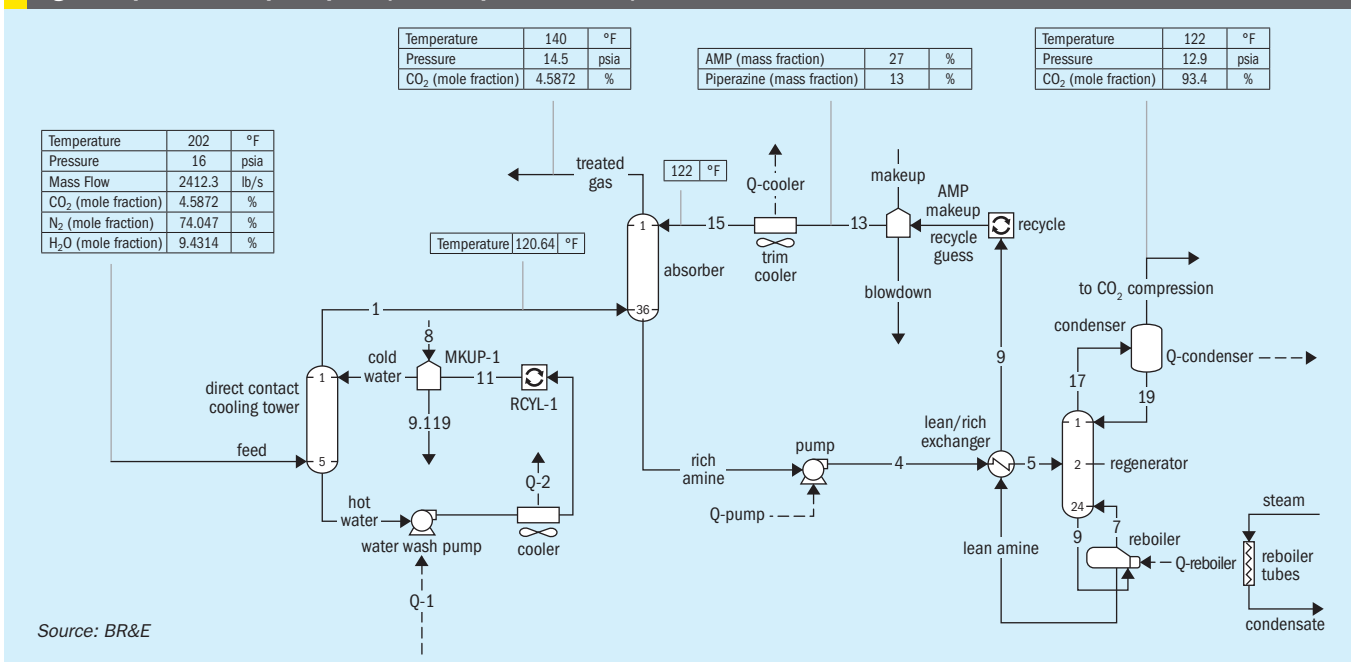 Temperature 140 °F
Pressure 14.5 psia
CO₂ (mole fraction) 4.5872 %
AMP (mass fraction) 27 %
Piperazine (mass fraction) 13 %
Temperature 122 °F
Pressure 12.9 psia
CO₂ (mole fraction) 93.4 %
Temperature 202 °F
Pressure 16 psia
Mass Flow 2412.3 lb/s
CO₂ (mole fraction) 4.5872 %
N₂ (mole fraction) 74.047 %
H₂O (mole fraction) 9.4314 %
treated
gas
122 °F
Q-cooler
makeup
AMP
makeup
recycle
recycle
guess
1
15
13
trim
cooler
Temperature 120.64 °F
absorber
36
blowdown
to CO₂ compression
condenser
Q-condenser
1
8
cold
water
MKUP-1
11
RCYL-1
9.119
direct contact
cooling tower
1
5
feed
hot
water
water wash pump
Q-1
Q-2
cooler
rich
amine
pump
Q-pump
4
9
lean/rich
exchanger
5
17
19
1
2
regenerator
24
7
9
lean amine
reboiler
Q-reboiler
steam
reboiler
tubes
condensate
Source: BR&E